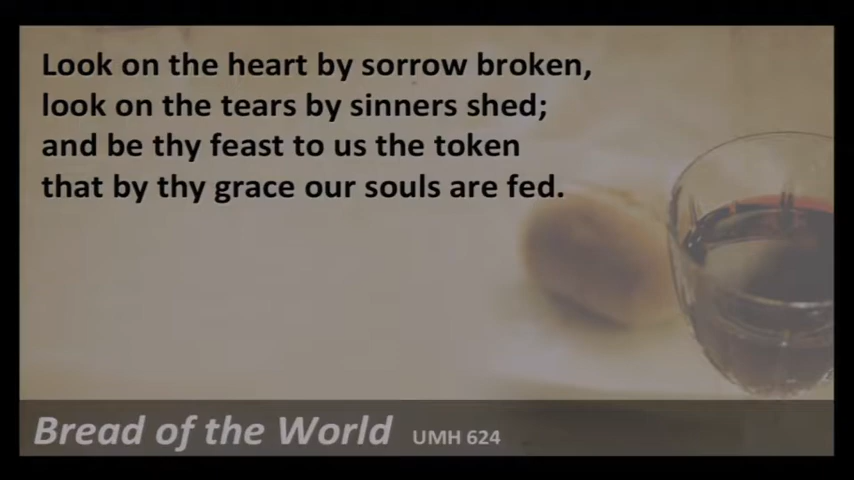 Look on the heart by sorrow broken,
look on the tears by sinners shed;
and be thy feast to us the token
that by thy grace our souls are fed.
Bread of the World UMH 624